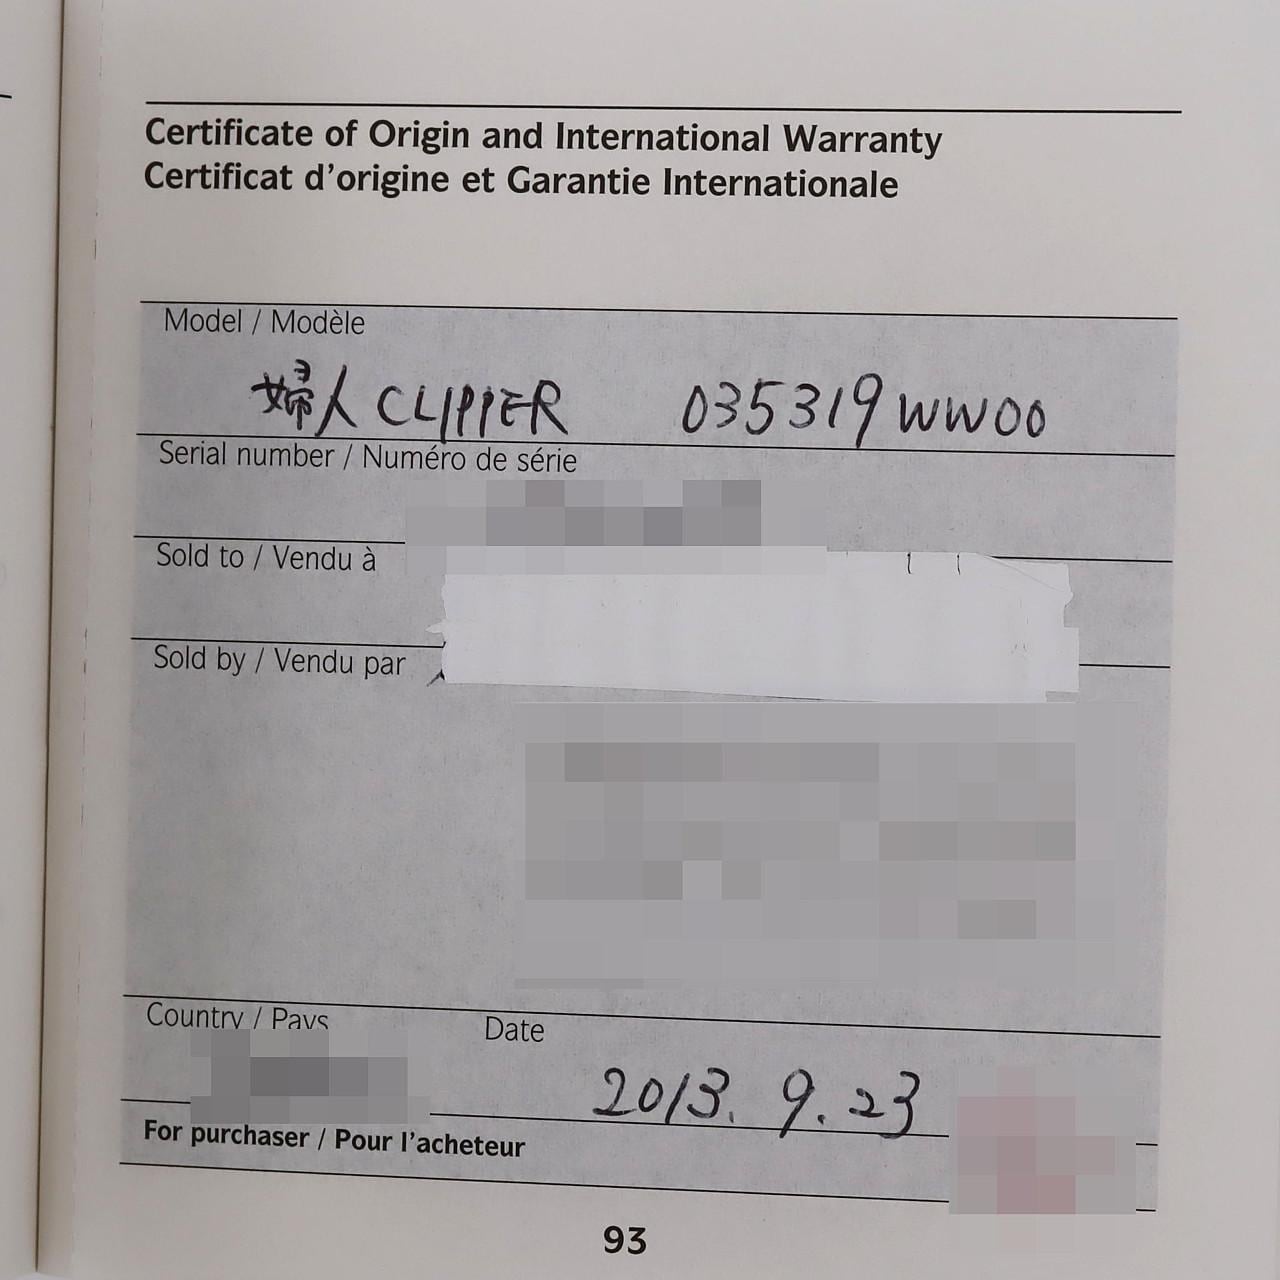 Certificate of Origin and International Warranty
Certificat d'origine et Garantie Internationale
Model / Modèle
婦人 CLIPPER 035319WW00
Serial number / Numéro de série
Sold to / Vendu à
Sold by / Vendu par
Country / Pays
Date
2013. 9. 23
For purchaser / Pour l'acheteur
93